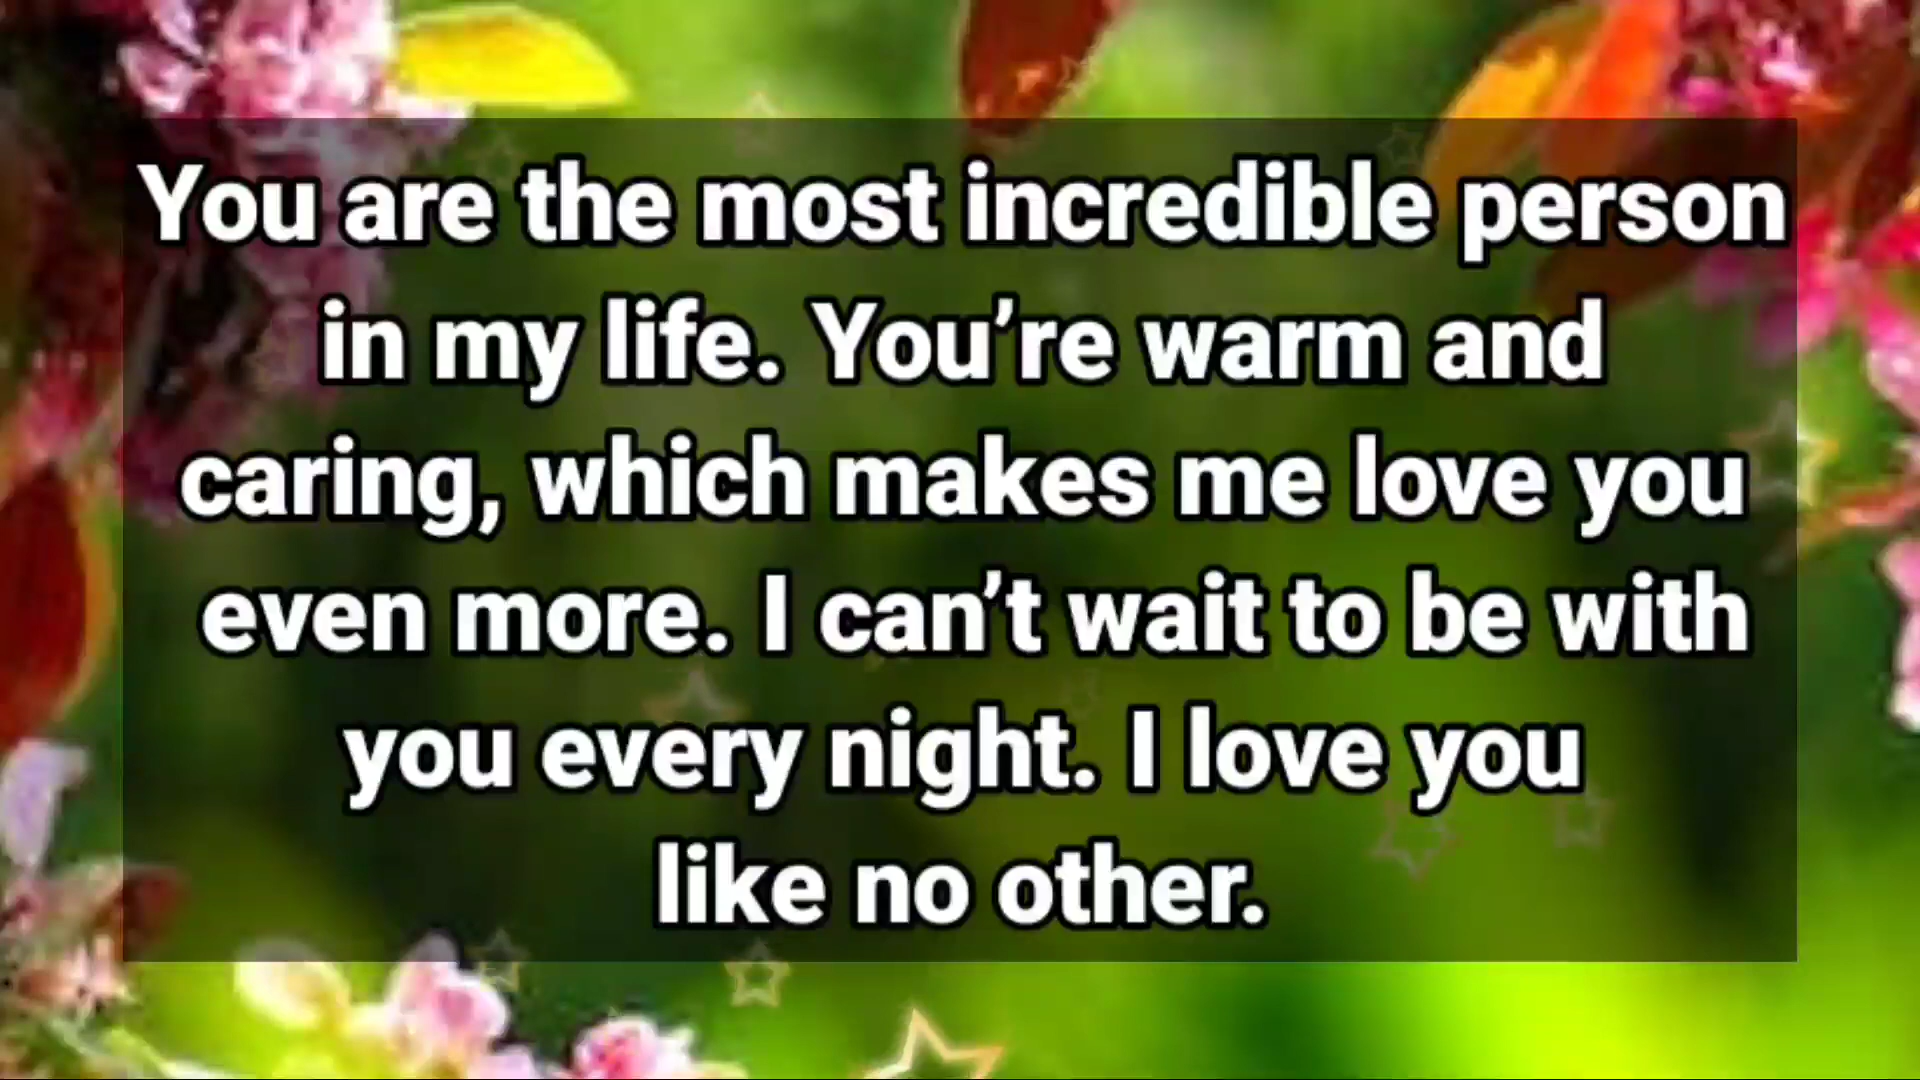 You are the most incredible person
in my life. You’re warm and
caring, which makes me love you
even more. I can’t wait to be with
you every night. I love you
like no other.